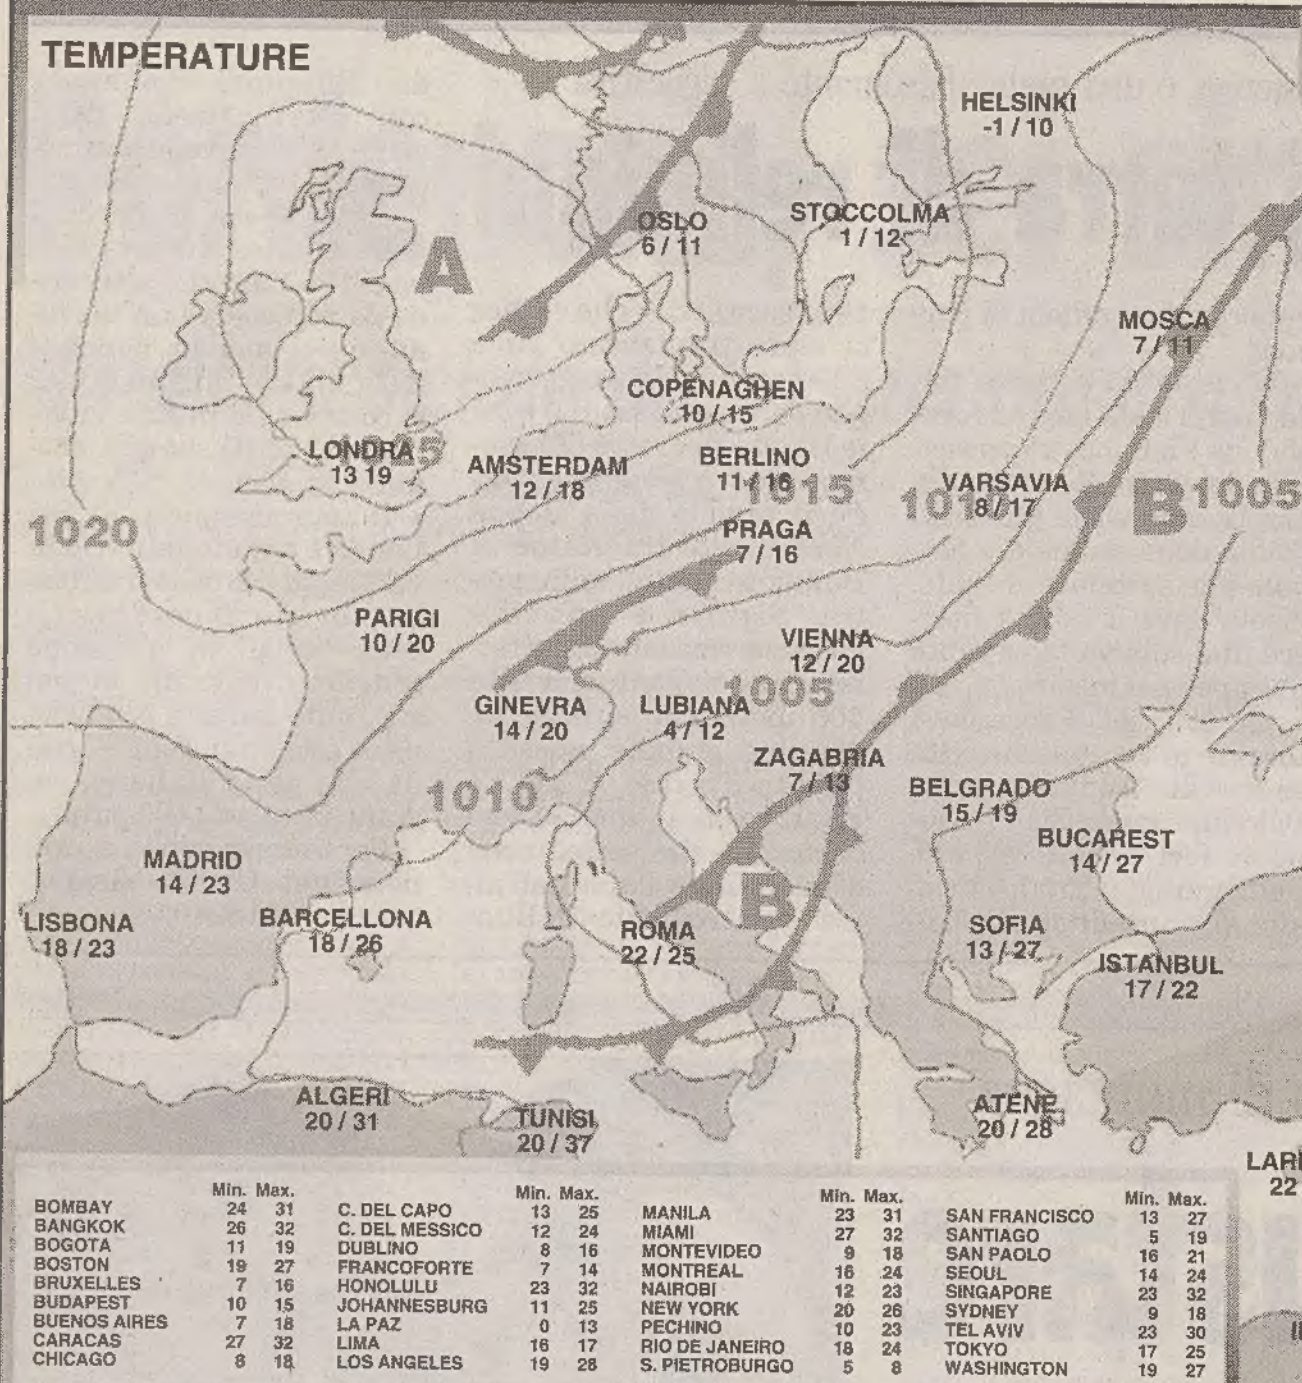 TEMPERATURE
HELSINKI
-1 / 10
OSLO
6 / 11
STOCCOLMA
1 / 12
A
MOSCA
7 / 11
COPENAGHEN
10 / 15
LONDRA
13 19
1025
AMSTERDAM
12 / 18
BERLINO
11 / 16
1015
1010
VARSAVIA
8 / 17
B
1005
1020
PRAGA
7 / 16
PARIGI
10 / 20
VIENNA
12 / 20
1005
GINEVRA
14 / 20
LUBIANA
4 / 12
ZAGABRIA
7 / 13
1010
BELGRADO
15 / 19
BUCAREST
14 / 27
MADRID
14 / 23
B
LISBONA
18 / 23
BARCELLONA
18 / 26
ROMA
22 / 25
SOFIA
13 / 27
ISTANBUL
17 / 22
ALGERI
20 / 31
TUNISI
20 / 37
ATENE
20 / 28
LAR
22
Min. Max.
BOMBAY 24 31
BANGKOK 26 32
BOGOTA 11 19
BOSTON 19 27
BRUXELLES 7 16
BUDAPEST 10 15
BUENOS AIRES 7 18
CARACAS 27 32
CHICAGO 8 18
Min. Max.
C. DEL CAPO 13 25
C. DEL MESSICO 12 24
DUBLINO 8 16
FRANCOFORTE 7 14
HONOLULU 23 32
JOHANNESBURG 11 25
LA PAZ 0 13
LIMA 16 17
LOS ANGELES 19 28
Min. Max.
MANILA 23 31
MIAMI 27 32
MONTEVIDEO 9 18
MONTREAL 16 24
NAIROBI 12 23
NEW YORK 20 26
PECHINO 10 23
RIO DE JANEIRO 18 24
S. PIETROBURGO 5 8
Min. Max.
SAN FRANCISCO 13 27
SANTIAGO 5 19
SAN PAOLO 16 21
SEOUL 14 24
SINGAPORE 23 32
SYDNEY 9 18
TEL AVIV 23 30
TOKYO 17 25
WASHINGTON 19 27